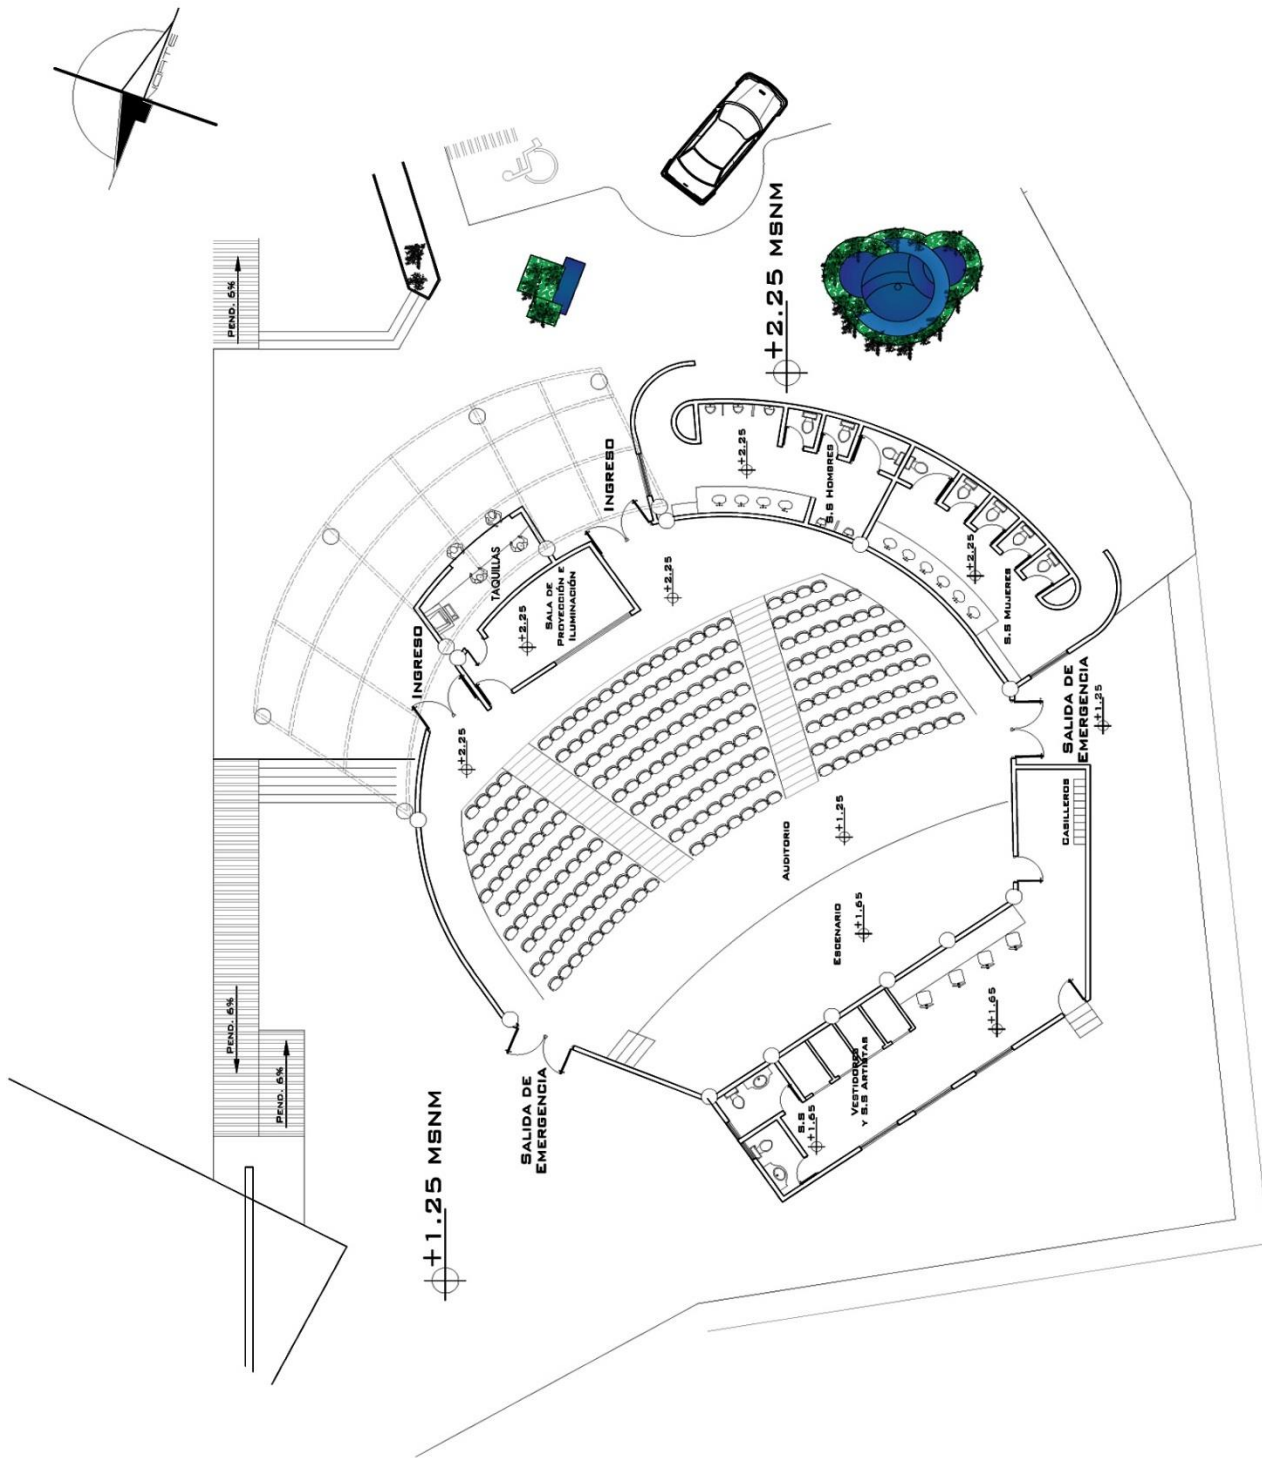 NORTE
PEND. 6%
+2.25 MSNM
INGRESO
+2.25
S.S HOMBRES
TAQUILLAS
SALA DE
PROYECCIÓN E
ILUMINACIÓN
+2.25
+2.25
INGRESO
+2.25
+2.25
S.S MUJERES
SALIDA DE
EMERGENCIA
+1.25
AUDITORIO
+1.25
CASILLEROS
ESCENARIO
+1.65
PEND. 6%
PEND. 6%
SALIDA DE
EMERGENCIA
+1.65
VESTIDORES
Y S.S ARTISTAS
S.S
+1.65
+1.25 MSNM